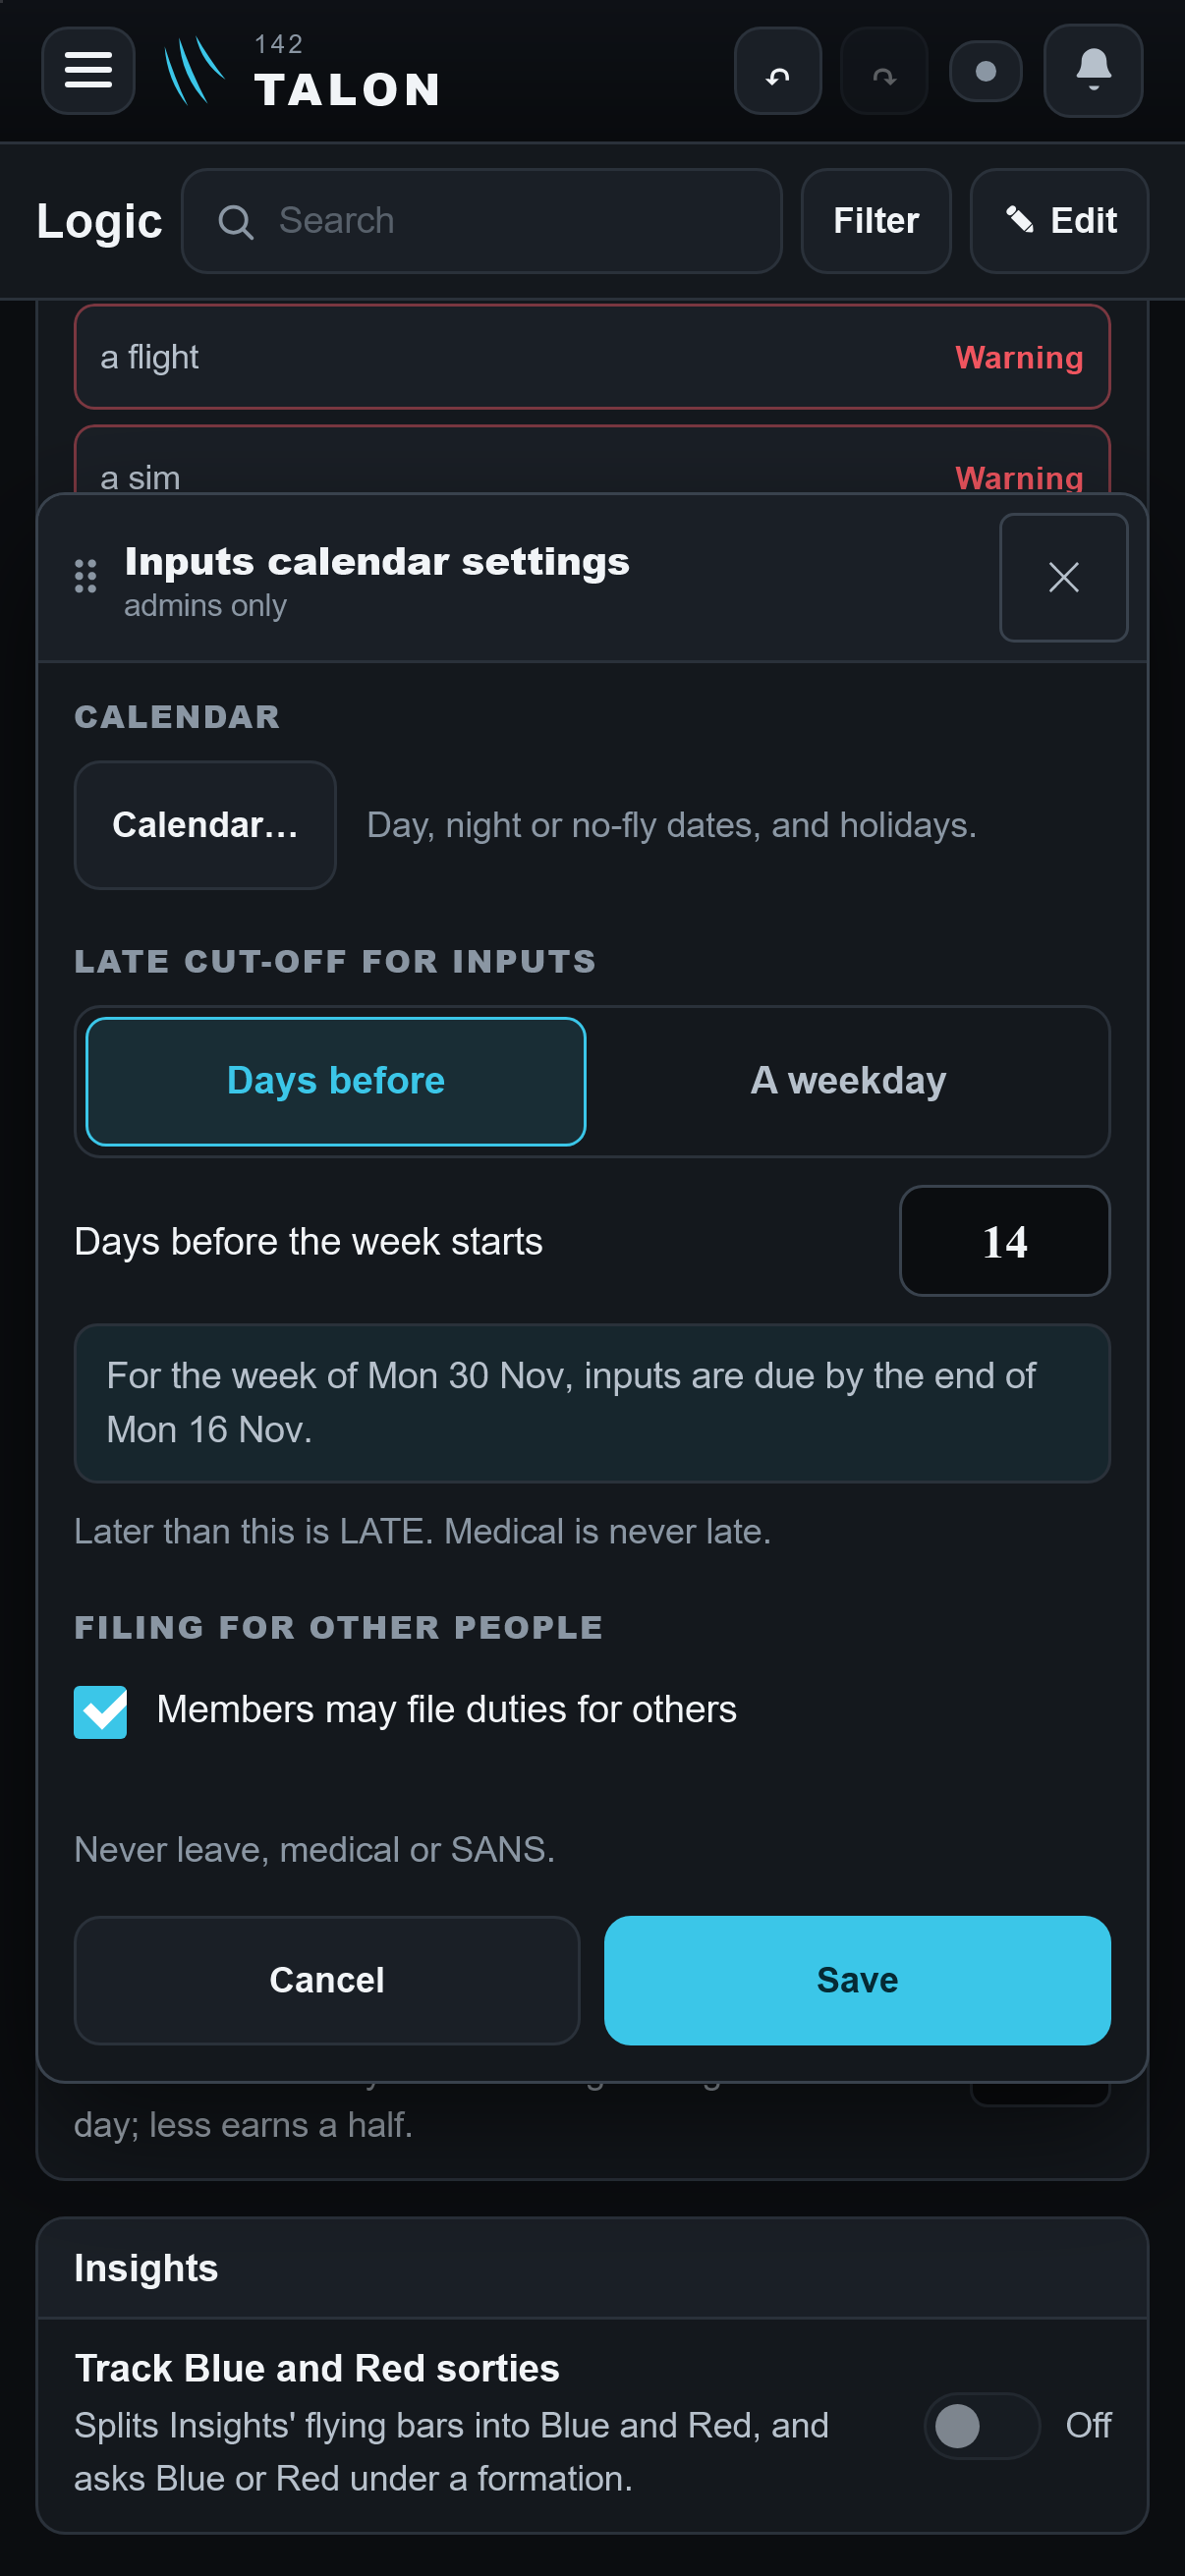 142
TALON
Logic
Search
Filter
Edit
a flight
Warning
a sim
Warning
Inputs calendar settings
admins only
CALENDAR
Calendar...
Day, night or no-fly dates, and holidays.
LATE CUT-OFF FOR INPUTS
Days before
A weekday
Days before the week starts
14
For the week of Mon 30 Nov, inputs are due by the end of
Mon 16 Nov.
Later than this is LATE. Medical is never late.
FILING FOR OTHER PEOPLE
Members may file duties for others
Never leave, medical or SANS.
Cancel
Save
day; less earns a half.
Insights
Track Blue and Red sorties
Splits Insights' flying bars into Blue and Red, and
asks Blue or Red under a formation.
Off